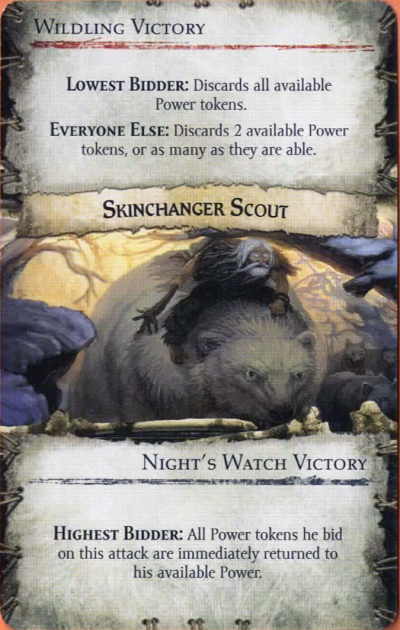 Wildling Victory
Lowest Bidder: Discards all available
Power tokens.
Everyone Else: Discards 2 available Power
tokens, or as many as they are able.
Skinchanger Scout
Night's Watch Victory
Highest Bidder: All Power tokens he bid
on this attack are immediately returned to
his available Power.